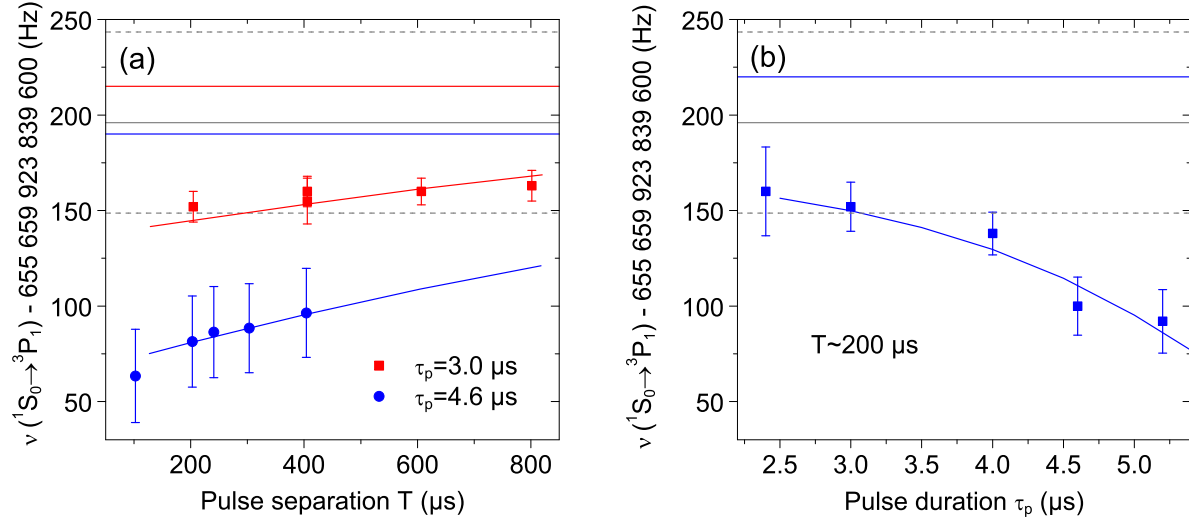 ν (¹S₀→³P₁) - 655 659 923 839 600 (Hz)
250
200
150
100
50
(a)
τₚ=3.0 µs
τₚ=4.6 µs
200
400
600
800
Pulse separation T (µs)
ν (¹S₀→³P₁) - 655 659 923 839 600 (Hz)
250
200
150
100
50
(b)
T~200 µs
2.5
3.0
3.5
4.0
4.5
5.0
Pulse duration τₚ (µs)